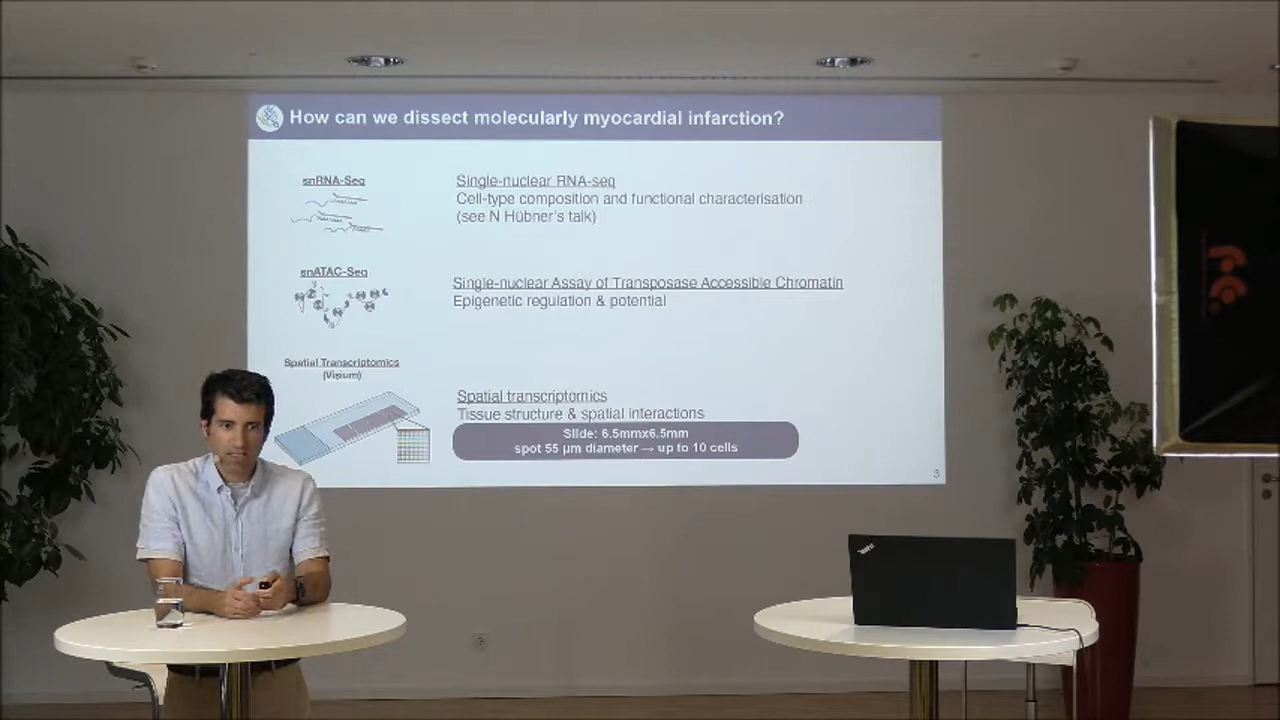 How can we dissect molecularly myocardial infarction?
snRNA-Seq
Single-nuclear RNA-seq
Cell-type composition and functional characterisation
(see N Hübner's talk)
snATAC-Seq
Single-nuclear Assay of Transposase Accessible Chromatin
Epigenetic regulation & potential
Spatial Transcriptomics
(Visium)
Spatial transcriptomics
Tissue structure & spatial interactions
Slide: 6.5mmx6.5mm
spot 55 µm diameter → up to 10 cells
3
ThinkPad